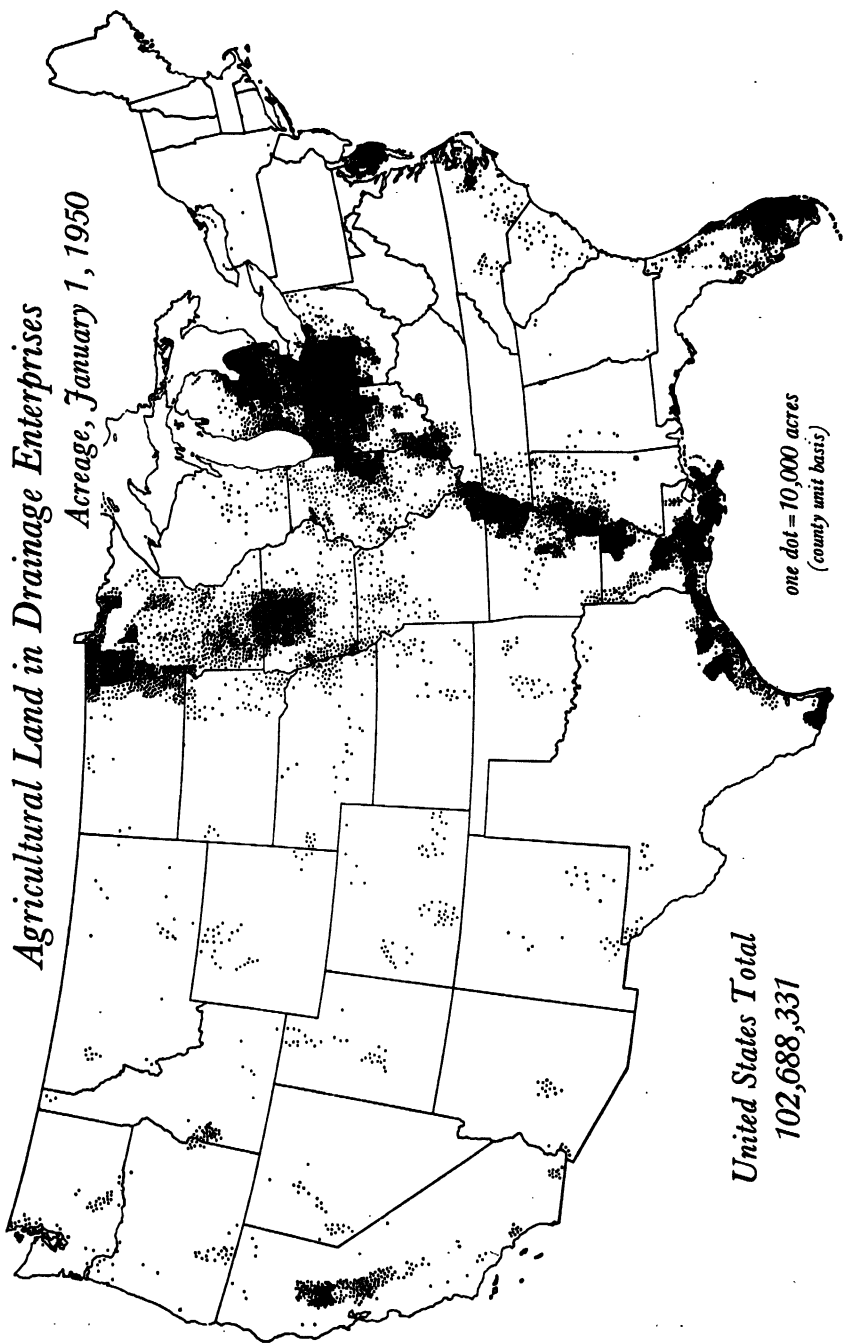 Agricultural Land in Drainage Enterprises
Acreage, January 1, 1950
one dot = 10,000 acres
(county unit basis)
United States Total
102,688,331